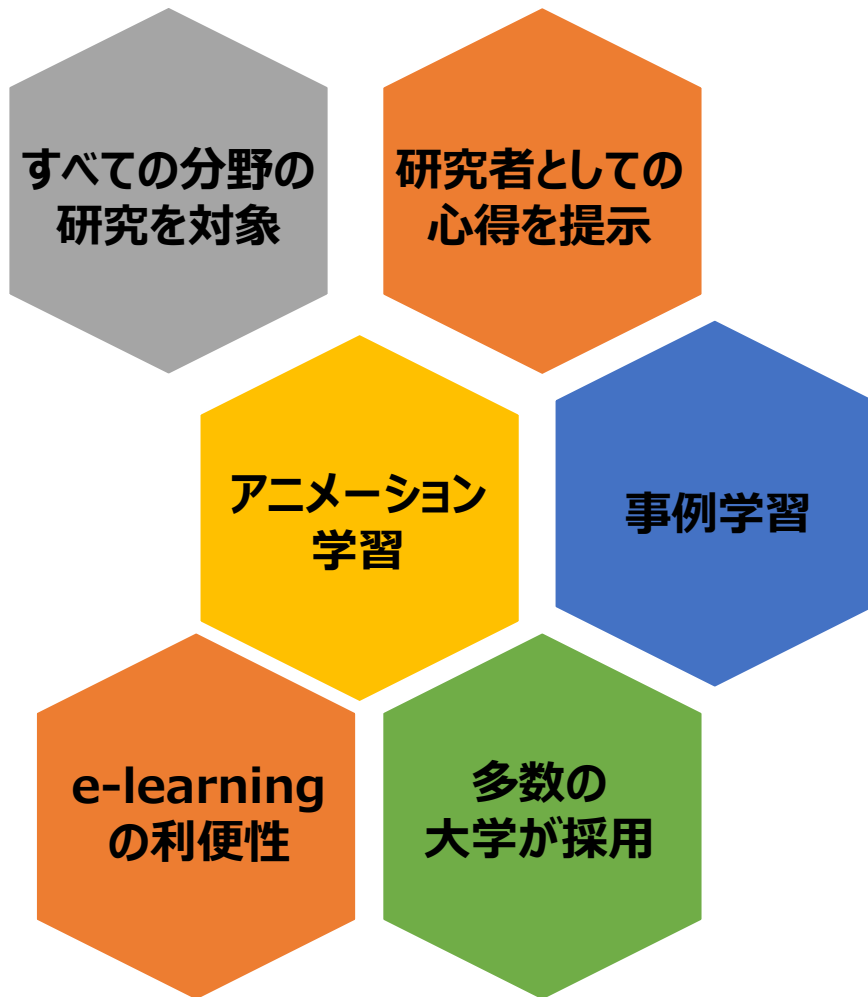 すべての分野の
研究を対象
研究者としての
心得を提示
アニメーション
学習
事例学習
e-learning
の利便性
多数の
大学が採用